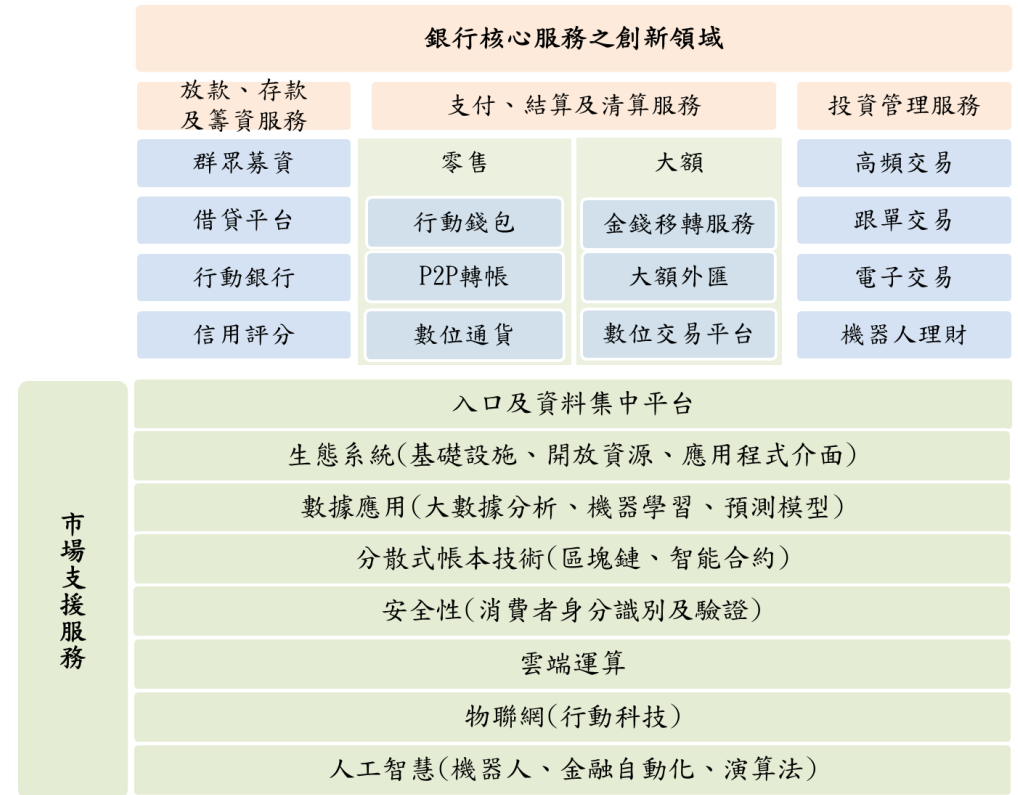 銀行核心服務之創新領域
放款、存款
及籌資服務
支付、結算及清算服務
投資管理服務
群眾募資
零售
大額
高頻交易
借貸平台
行動錢包
金錢移轉服務
跟單交易
行動銀行
P2P轉帳
大額外匯
電子交易
信用評分
數位通貨
數位交易平台
機器人理財
市場支援服務
入口及資料集中平台
生態系統(基礎設施、開放資源、應用程式介面)
數據應用(大數據分析、機器學習、預測模型)
分散式帳本技術(區塊鏈、智能合約)
安全性(消費者身分識別及驗證)
雲端運算
物聯網(行動科技)
人工智慧(機器人、金融自動化、演算法)